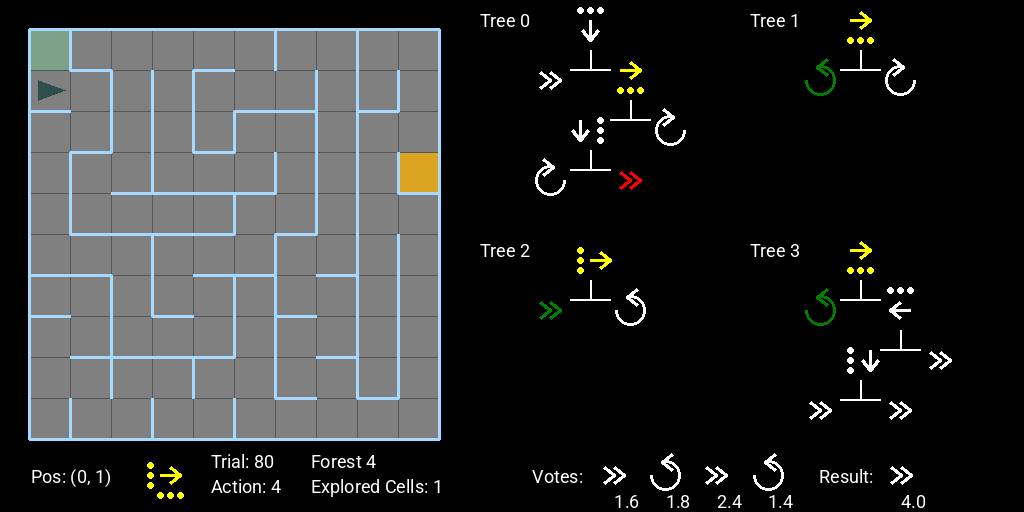 Tree 0
Tree 1
Tree 2
Tree 3
Pos: (0, 1)
Trial: 80
Forest 4
Action: 4
Explored Cells: 1
Votes:
Result:
1.6
1.8
2.4
1.4
4.0